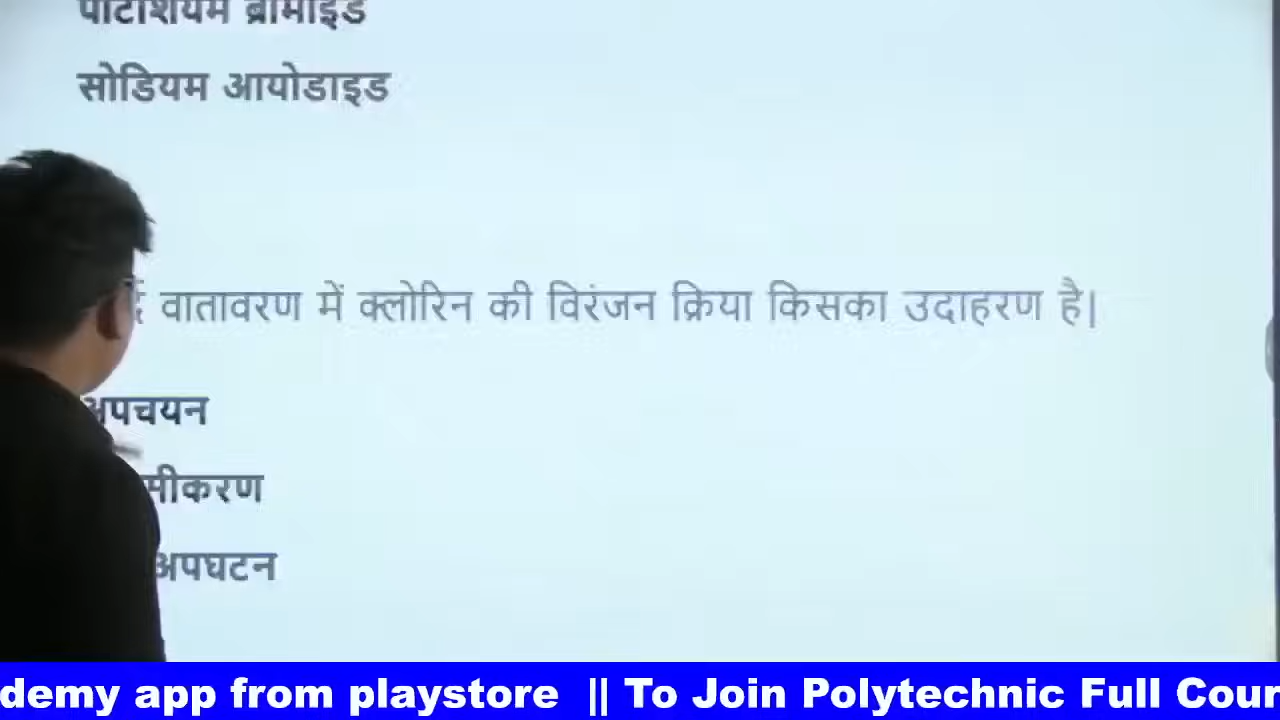 पोटाशियम ब्रोमाइड
सोडियम आयोडाइड
वातावरण में क्लोरिन की विरंजन क्रिया किसका उदाहरण है|
अपचयन
मीकरण
अपघटन
demy app from playstore || To Join Polytechnic Full Cour